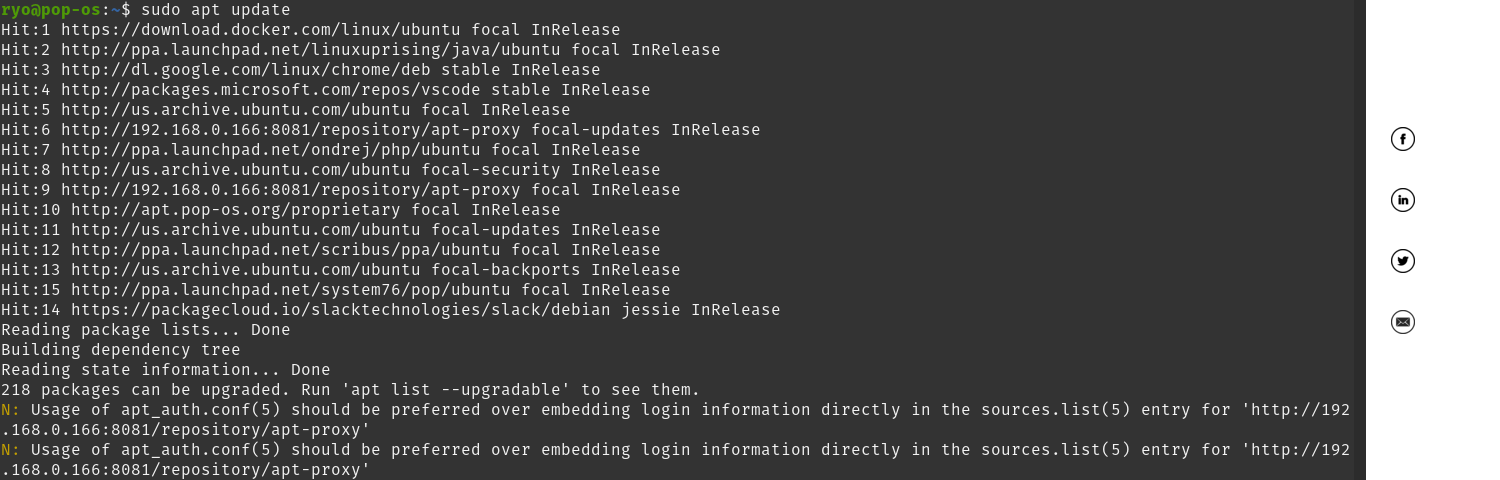 ryo@pop-os:~$ sudo apt update
Hit:1 https://download.docker.com/linux/ubuntu focal InRelease
Hit:2 http://ppa.launchpad.net/linuxuprising/java/ubuntu focal InRelease
Hit:3 http://dl.google.com/linux/chrome/deb stable InRelease
Hit:4 http://packages.microsoft.com/repos/vscode stable InRelease
Hit:5 http://us.archive.ubuntu.com/ubuntu focal InRelease
Hit:6 http://192.168.0.166:8081/repository/apt-proxy focal-updates InRelease
Hit:7 http://ppa.launchpad.net/ondrej/php/ubuntu focal InRelease
Hit:8 http://us.archive.ubuntu.com/ubuntu focal-security InRelease
Hit:9 http://192.168.0.166:8081/repository/apt-proxy focal InRelease
Hit:10 http://apt.pop-os.org/proprietary focal InRelease
Hit:11 http://us.archive.ubuntu.com/ubuntu focal-updates InRelease
Hit:12 http://ppa.launchpad.net/scribus/ppa/ubuntu focal InRelease
Hit:13 http://us.archive.ubuntu.com/ubuntu focal-backports InRelease
Hit:15 http://ppa.launchpad.net/system76/pop/ubuntu focal InRelease
Hit:14 https://packagecloud.io/slacktechnologies/slack/debian jessie InRelease
Reading package lists... Done
Building dependency tree
Reading state information... Done
218 packages can be upgraded. Run 'apt list --upgradable' to see them.
N: Usage of apt_auth.conf(5) should be preferred over embedding login information directly in the sources.list(5) entry for 'http://192
.168.0.166:8081/repository/apt-proxy'
N: Usage of apt_auth.conf(5) should be preferred over embedding login information directly in the sources.list(5) entry for 'http://192
.168.0.166:8081/repository/apt-proxy'
f
in